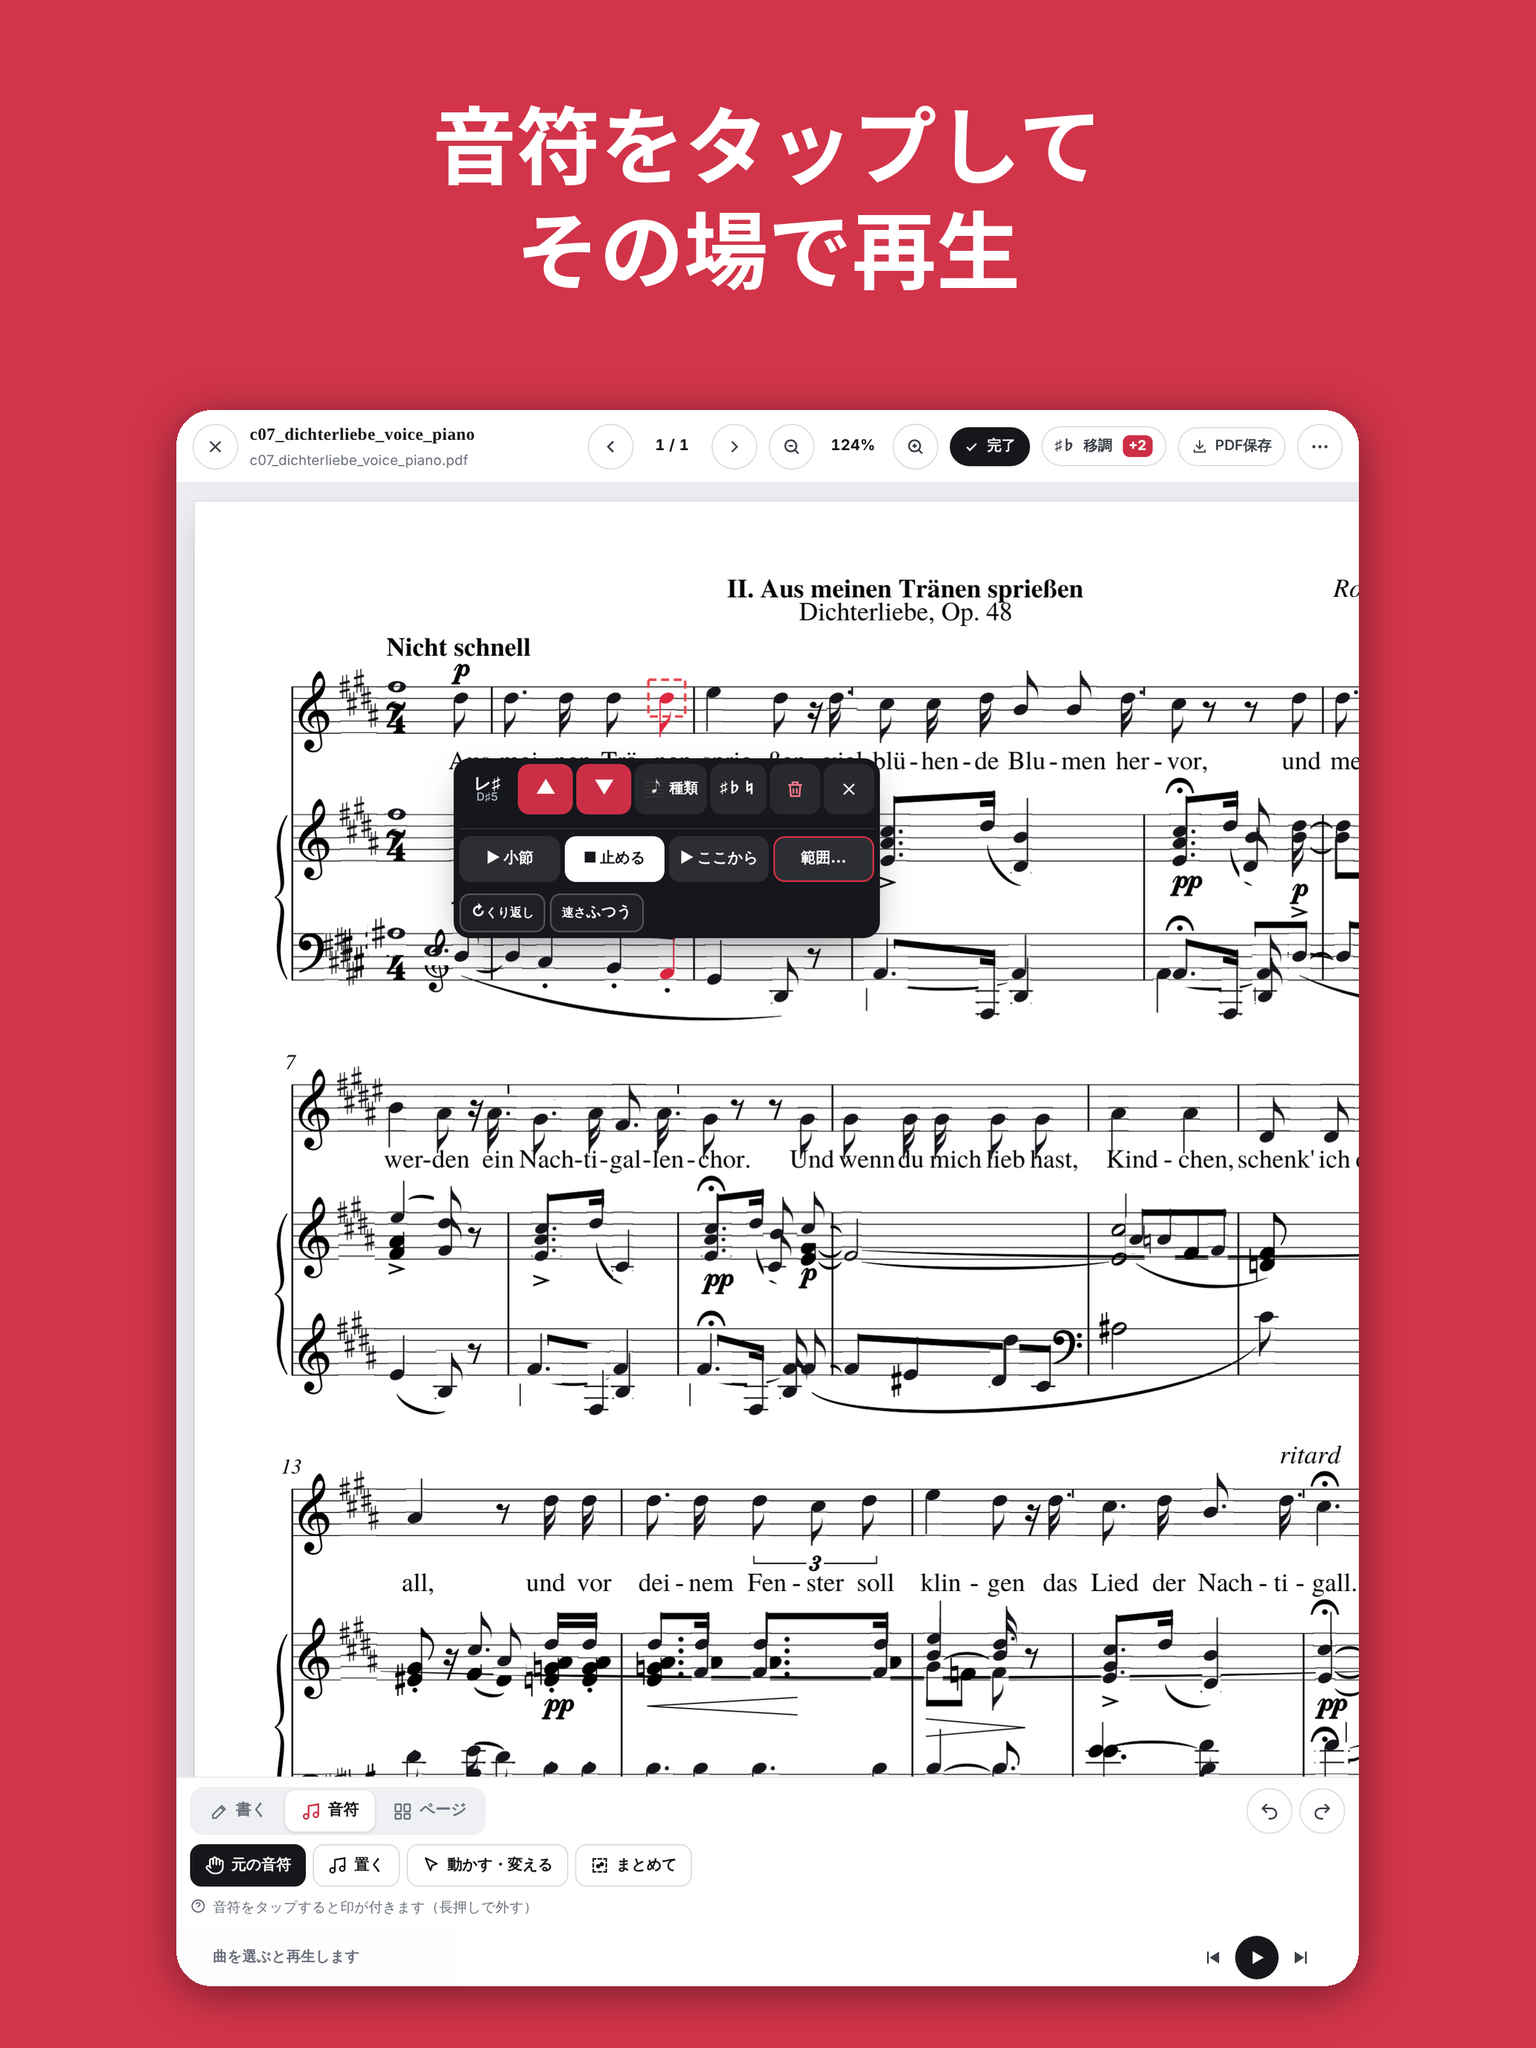 音符をタップして
その場で再生
c07_dichterliebe_voice_piano
c07_dichterliebe_voice_piano.pdf
1 / 1
124%
完了
移調 +2
PDF保存
II. Aus meinen Tränen sprießen
Dichterliebe, Op. 48
Nicht schnell
p
blü-hen-de Blu-men her-vor, und me
レ♯
D♯5
種類
小節
止める
ここから
範囲...
くり返し
速さふつう
pp
p
7
wer-den ein Nach-ti-gal-len-chor. Und wenn du mich lieb hast, Kind-chen, schenk' ich
pp
p
ritard
13
3
all, und vor dei-nem Fen-ster soll klin-gen das Lied der Nach-ti-gall.
pp
pp
書く
音符
ページ
元の音符
置く
動かす・変える
まとめて
音符をタップすると印が付きます（長押しで外す）
曲を選ぶと再生します